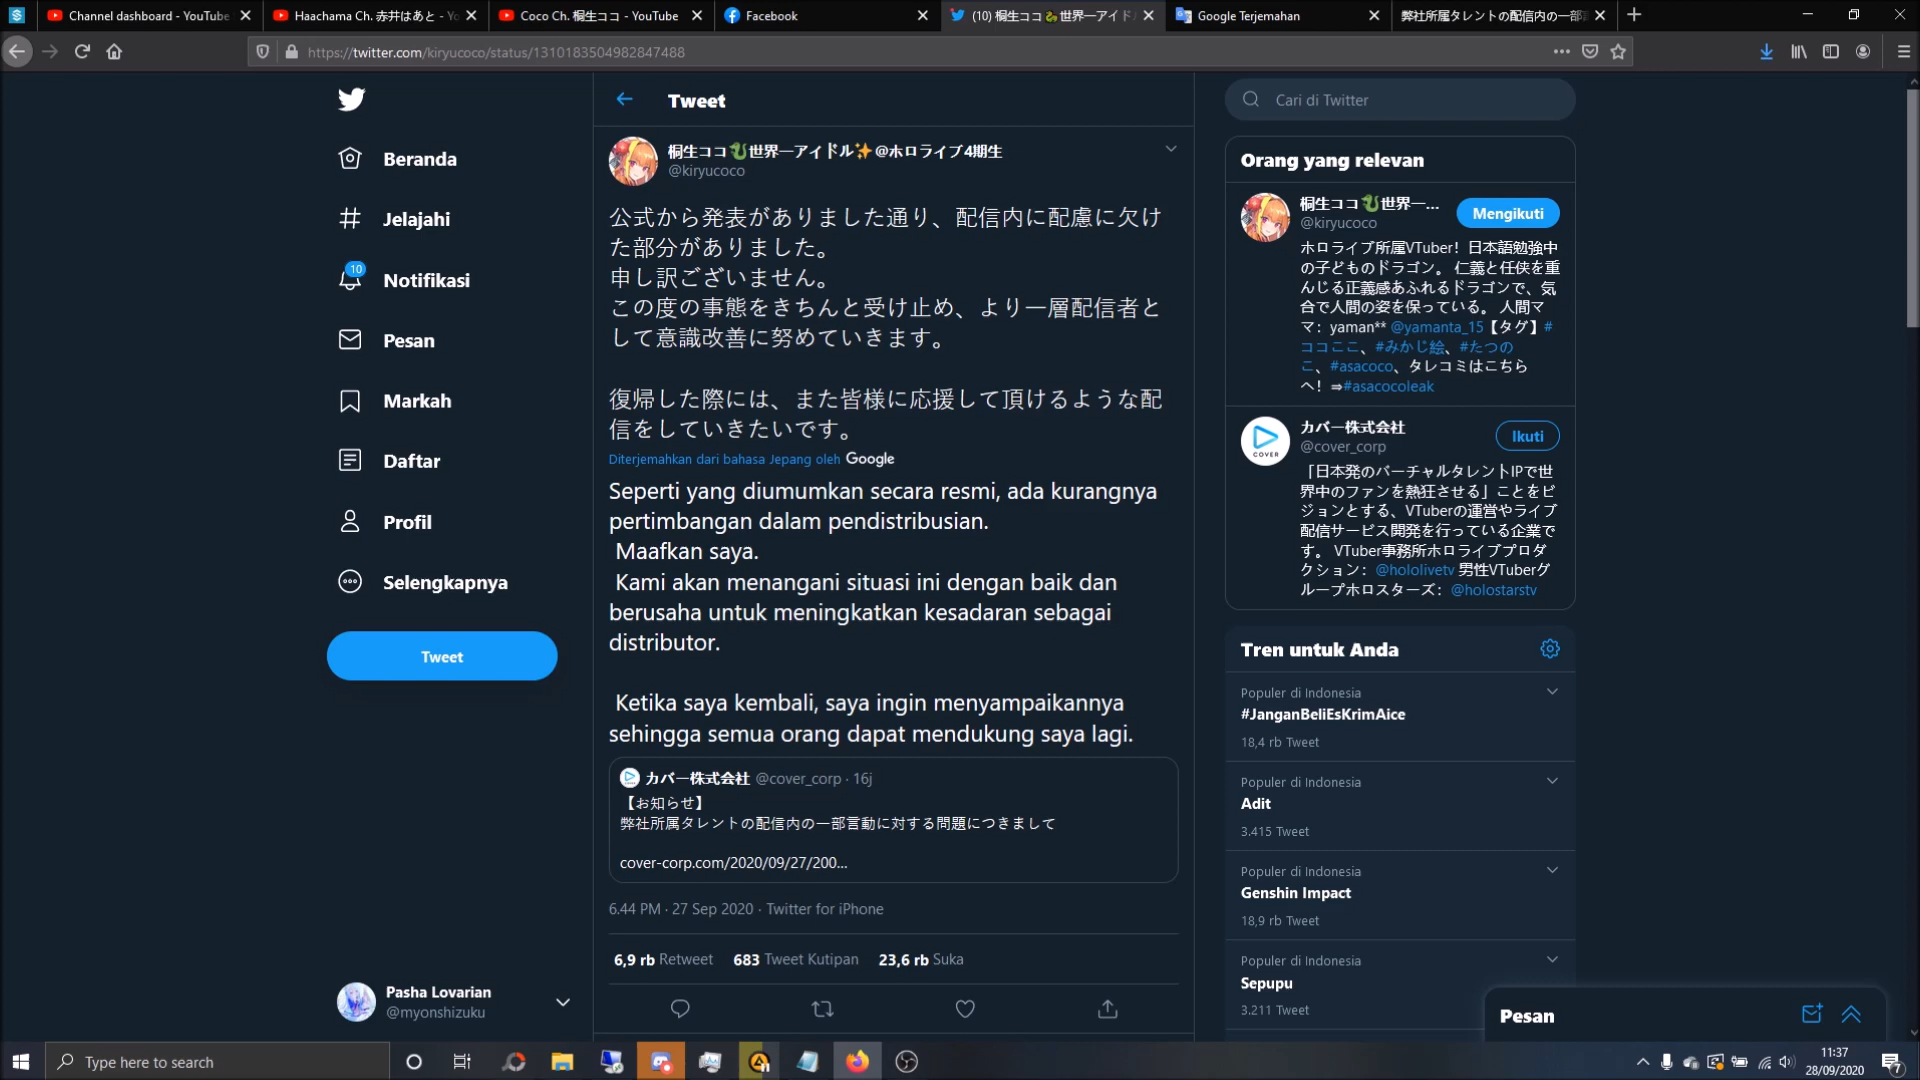 Channel dashboard - YouTube
Haachama Ch. 赤井はあと - Yo
Coco Ch. 桐生ココ - YouTube
Facebook
(10) 桐生ココ🐉世界一アイドル
Google Terjemahan
弊社所属タレントの配信内の一部言
https://twitter.com/kiryucoco/status/1310183504982847488
Beranda
Jelajahi
10
Notifikasi
Pesan
Markah
Daftar
Profil
Selengkapnya
Tweet
Pasha Lovarian
@myonshizuku
Tweet
桐生ココ🐉世界一アイドル✨@ホロライブ4期生
@kiryucoco
公式から発表がありました通り、配信内に配慮に欠け
た部分がありました。
申し訳ございません。
この度の事態をきちんと受け止め、より一層配信者と
して意識改善に努めていきます。
復帰した際には、また皆様に応援して頂けるような配
信をしていきたいです。
Diterjemahkan dari bahasa Jepang oleh Google
Seperti yang diumumkan secara resmi, ada kurangnya
pertimbangan dalam pendistribusian.
Maafkan saya.
Kami akan menangani situasi ini dengan baik dan
berusaha untuk meningkatkan kesadaran sebagai
distributor.
Ketika saya kembali, saya ingin menyampaikannya
sehingga semua orang dapat mendukung saya lagi.
カバー株式会社 @cover_corp · 16j
【お知らせ】
弊社所属タレントの配信内の一部言動に対する問題につきまして
cover-corp.com/2020/09/27/200...
6.44 PM · 27 Sep 2020 · Twitter for iPhone
6,9 rb Retweet 683 Tweet Kutipan 23,6 rb Suka
Cari di Twitter
Orang yang relevan
桐生ココ🐉世界一...
@kiryucoco
Mengikuti
ホロライブ所属VTuber！日本語勉強中
の子どものドラゴン。 仁義と任侠を重
んじる正義感あふれるドラゴンで、気
合で人間の姿を保っている。 人間マ
マ：yaman** @yamanta_15【タグ】#
ココここ、#みかじ絵、#たつの
こ、#asacoco、タレコミはこちら
へ！⇒#asacocoleak
カバー株式会社
@cover_corp
Ikuti
COVER
「日本発のバーチャルタレントIPで世
界中のファンを熱狂させる」ことをビ
ジョンとする、VTuberの運営やライブ
配信サービス開発を行っている企業で
す。 VTuber事務所ホロライブプロダ
クション：@hololivetv 男性VTuberグ
ループホロスターズ：@holostarstv
Tren untuk Anda
Populer di Indonesia
#JanganBeliEsKrimAice
18,4 rb Tweet
Populer di Indonesia
Adit
3.415 Tweet
Populer di Indonesia
Genshin Impact
18,9 rb Tweet
Populer di Indonesia
Sepupu
3.211 Tweet
Pesan
Type here to search
11:37
28/09/2020
7